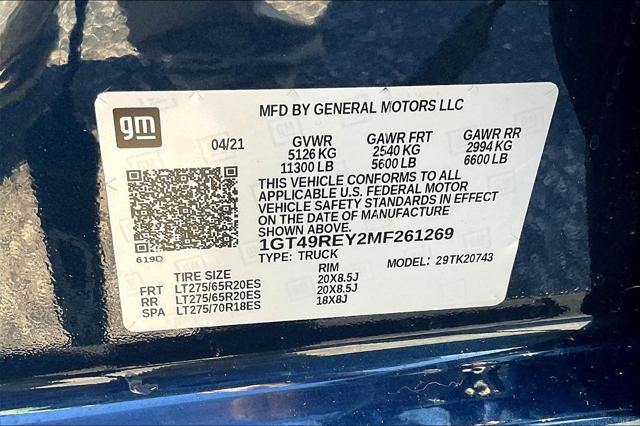 MFD BY GENERAL MOTORS LLC
gm
04/21
GVWR GAWR FRT GAWR RR
5126 KG 2540 KG 2994 KG
11300 LB 5600 LB 6600 LB
THIS VEHICLE CONFORMS TO ALL
APPLICABLE U.S. FEDERAL MOTOR
VEHICLE SAFETY STANDARDS IN EFFECT
ON THE DATE OF MANUFACTURE
SHOWN ABOVE.
1GT49REY2MF261269
619D
TYPE: TRUCK MODEL: 29TK20743
TIRE SIZE RIM
FRT LT275/65R20ES 20X8.5J
RR LT275/65R20ES 20X8.5J
SPA LT275/70R18ES 18X8J